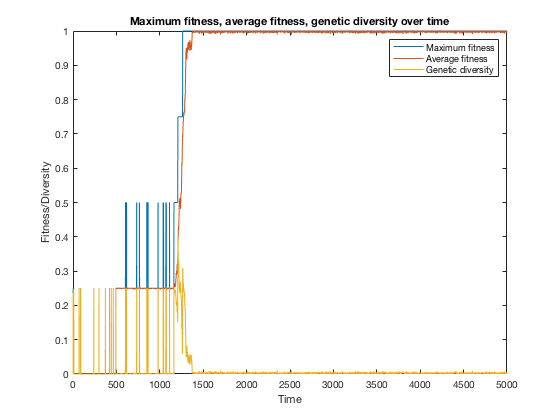 Maximum fitness, average fitness, genetic diversity over time
1
0.9
0.8
0.7
0.6
0.5
0.4
0.3
0.2
0.1
0
Fitness/Diversity
Maximum fitness
Average fitness
Genetic diversity
0 500 1000 1500 2000 2500 3000 3500 4000 4500 5000
Time